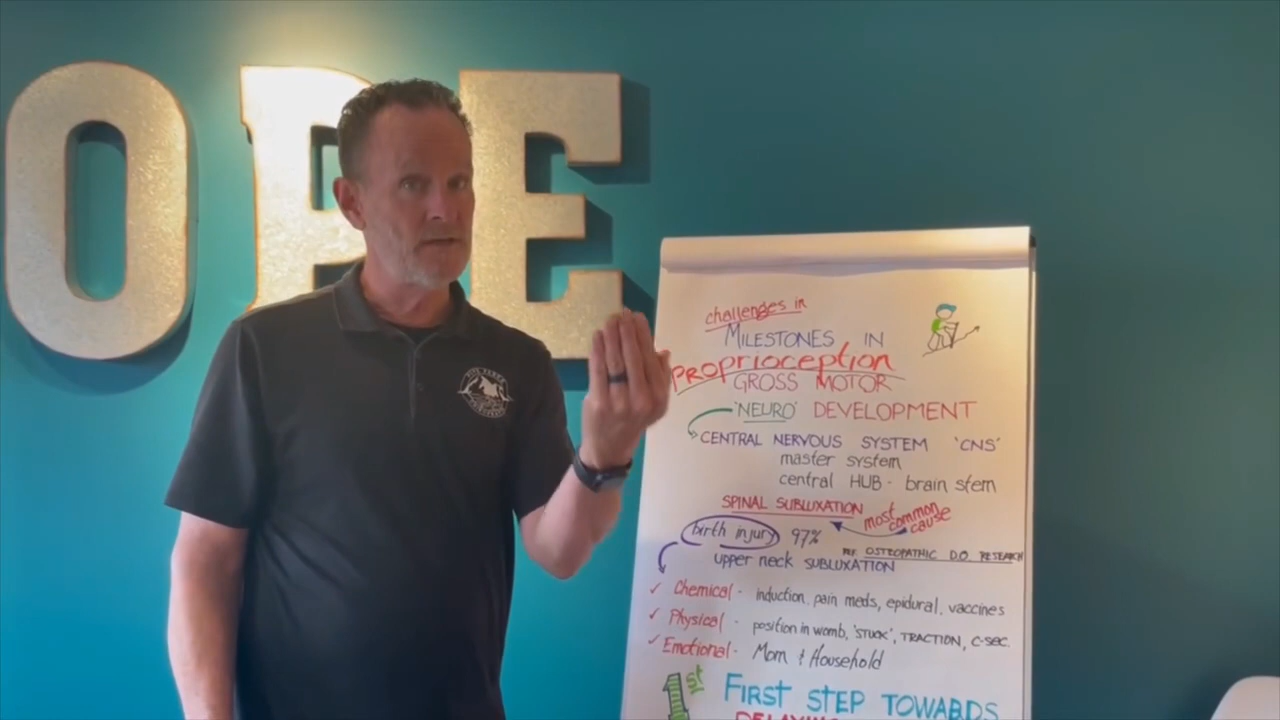 OPE
challenges in
MILESTONES IN
PROPRIOCEPTION
GROSS MOTOR
'NEURO' DEVELOPMENT
CENTRAL NERVOUS SYSTEM 'CNS'
master system
central HUB - brain stem
SPINAL SUBLUXATION
most common cause
birth injury 97%
REF. OSTEOPATHIC D.O. RESEARCH
upper neck SUBLUXATION
✓ Chemical - induction, pain meds, epidural, vaccines
✓ Physical - position in womb, 'STUCK', TRACTION, C-SEC.
✓ Emotional - Mom & Household
1st FIRST STEP TOWARDS